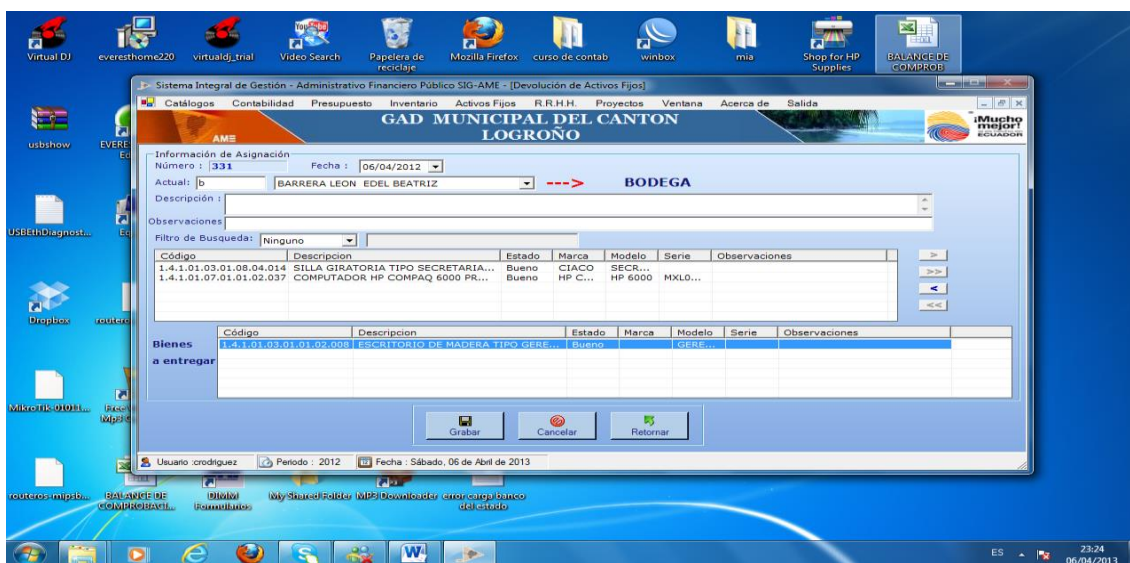 Virtual DJ
everesthome220
virtualdj_trial
Video Search
Papelera de reciclaje
Mozilla Firefox
curso de contab
winbox
mia
Shop for HP Supplies
BALANCE DE COMPROB
Sistema Integral de Gestión - Administrativo Financiero Público SIG-AME - [Devolución de Activos Fijos]
Catálogos Contabilidad Presupuesto Inventario Activos Fijos R.R.H.H. Proyectos Ventana Acerca de Salida
AME
GAD MUNICIPAL DEL CANTON
LOGROÑO
¡Mucho
mejor!
ECUADOR
usbshow
EVERE
Información de Asignación
Número : 331 Fecha : 06/04/2012
Actual: b BARRERA LEON EDEL BEATRIZ ---> BODEGA
Descripción :
Observaciones
Filtro de Busqueda: Ninguno
USBEthDiagnost...
Código Descripcion Estado Marca Modelo Serie Observaciones
1.4.1.01.03.01.08.04.014 SILLA GIRATORIA TIPO SECRETARIA... Bueno CIACO SECR...
1.4.1.01.07.01.01.02.037 COMPUTADOR HP COMPAQ 6000 PR... Bueno HP C... HP 6000 MXL0...
>
>>
<
<<
Dropbox
routeros
Código Descripcion Estado Marca Modelo Serie Observaciones
Bienes
a entregar
1.4.1.01.03.01.01.02.008 ESCRITORIO DE MADERA TIPO GERE... Bueno GERE...
Grabar Cancelar Retornar
Usuario :crodriguez Periodo : 2012 Fecha : Sábado, 06 de Abril de 2013
routeros-mipsb...
BALANCE DE COMPROBACI...
DIMM Formularios
My Shared Folder
MP3 Downloader
error carga banco del estado
ES
23:24
06/04/2013